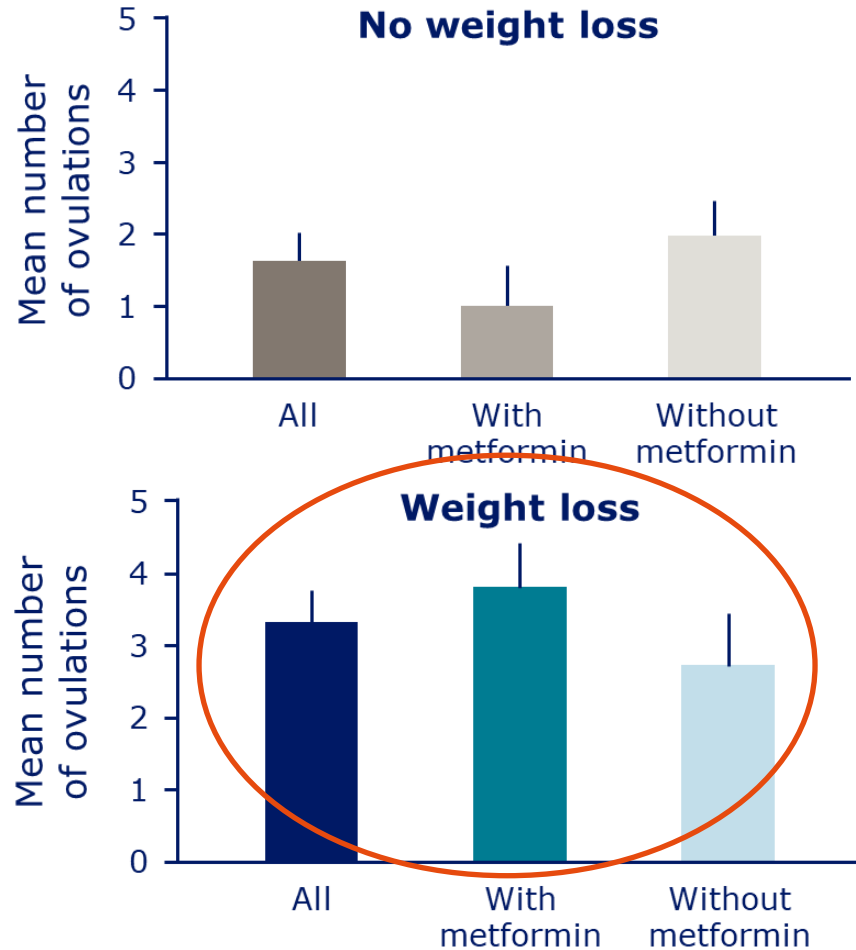 No weight loss
Mean number
of ovulations
5
4
3
2
1
0
All
With
metformin
Without
metformin
Weight loss
Mean number
of ovulations
5
4
3
2
1
0
All
With
metformin
Without
metformin